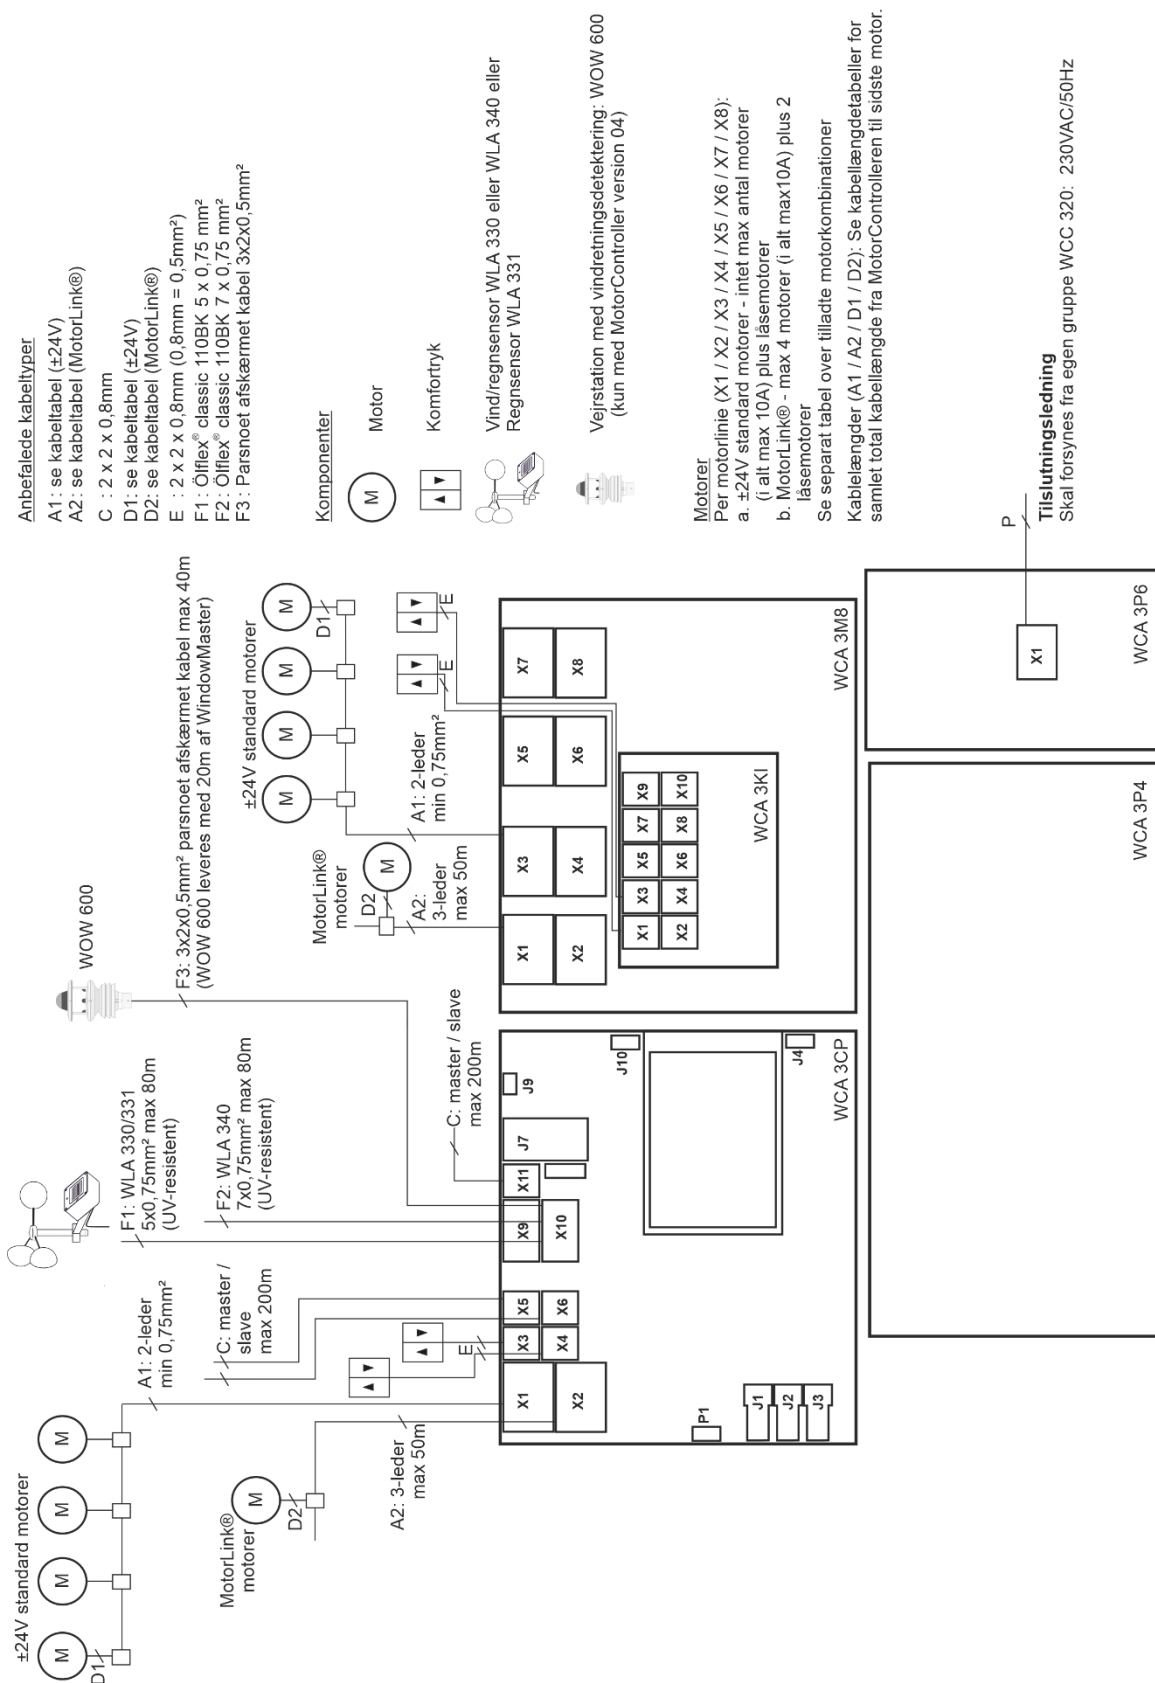 ±24V standard motorer
M
M
M
M
D1
A1: 2-leder
min 0,75mm²
MotorLink®
motorer
M
D2
A2: 3-leder
max 50m
C: master /
slave
max 200m
E
F1: WLA 330/331
5x0,75mm² max 80m
(UV-resistent)
F2: WLA 340
7x0,75mm² max 80m
(UV-resistent)
C: master / slave
max 200m
WOW 600
F3: 3x2x0,5mm² parsnoet afskærmet kabel max 40m
(WOW 600 leveres med 20m af WindowMaster)
X1
X2
X3
X4
X5
X6
X9
X10
X11
J7
J9
J10
J4
P1
J1
J2
J3
WCA 3CP
MotorLink®
motorer
M
D2
A2:
3-leder
max 50m
±24V standard motorer
M
M
M
M
D1
A1: 2-leder
min 0,75mm²
E
E
X1
X2
X3
X4
X5
X6
X7
X8
X1
X2
X3
X4
X5
X6
X7
X8
X9
X10
WCA 3KI
WCA 3M8
WCA 3P4
X1
WCA 3P6
P
Anbefalede kabeltyper
A1 : se kabeltabel (±24V)
A2: se kabeltabel (MotorLink®)
C : 2 x 2 x 0,8mm
D1: se kabeltabel (±24V)
D2: se kabeltabel (MotorLink®)
E : 2 x 2 x 0,8mm (0,8mm = 0,5mm²)
F1 : Ölflex® classic 110BK 5 x 0,75 mm²
F2 : Ölflex® classic 110BK 7 x 0,75 mm²
F3 : Parsnoet afskærmet kabel 3x2x0,5mm²
Komponenter
M
Motor
Komfortryk
Vind/regnsensor WLA 330 eller WLA 340 eller
Regnsensor WLA 331
Vejrstation med vindretningsdetektering: WOW 600
(kun med MotorController version 04)
Motorer
Per motorlinie (X1 / X2 / X3 / X4 / X5 / X6 / X7 / X8):
a. ±24V standard motorer - intet max antal motorer
(i alt max 10A) plus låsemotorer
b. MotorLink® - max 4 motorer (i alt max10A) plus 2
låsemotorer
Se separat tabel over tilladte motorkombinationer
Kablelængder (A1 / A2 / D1 / D2): Se kabellængdetabeller for
samlet total kabellængde fra MotorControlleren til sidste motor.
Tilslutningsledning
Skal forsynes fra egen gruppe WCC 320: 230VAC/50Hz